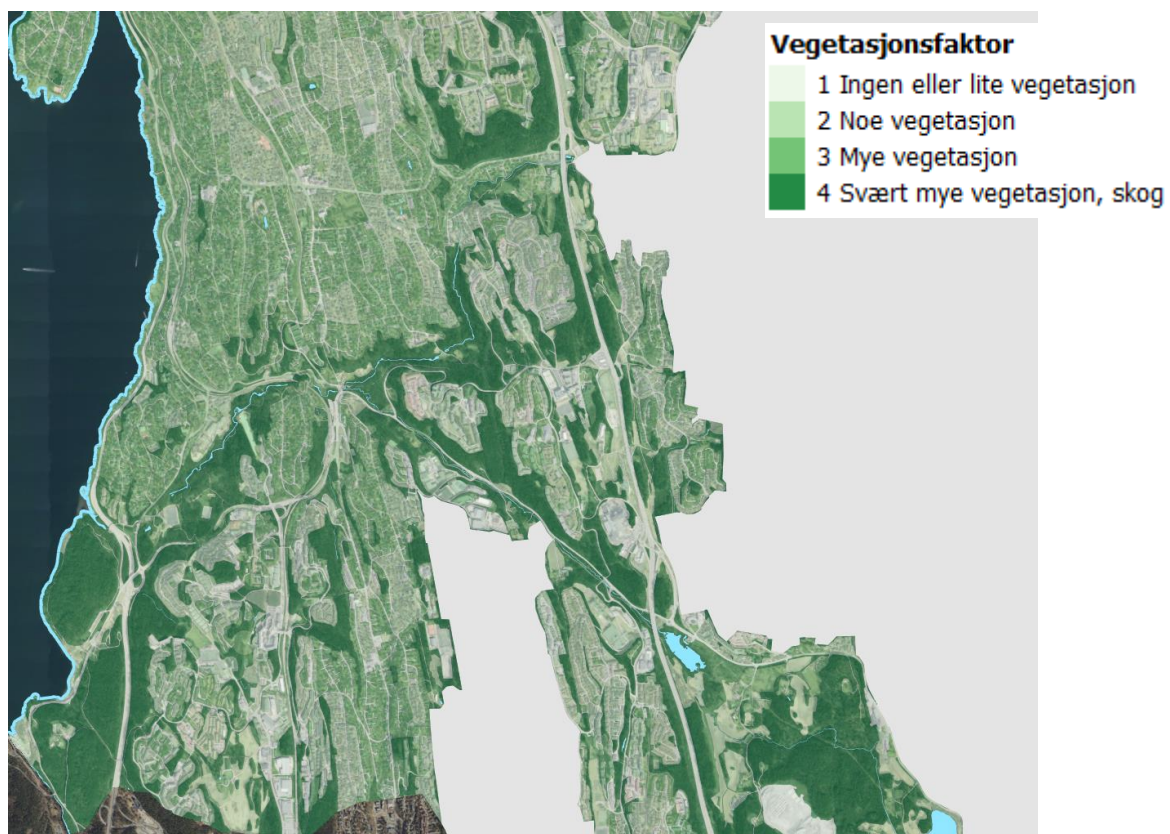 Vegetasjonsfaktor
1 Ingen eller lite vegetasjon
2 Noe vegetasjon
3 Mye vegetasjon
4 Svært mye vegetasjon, skog